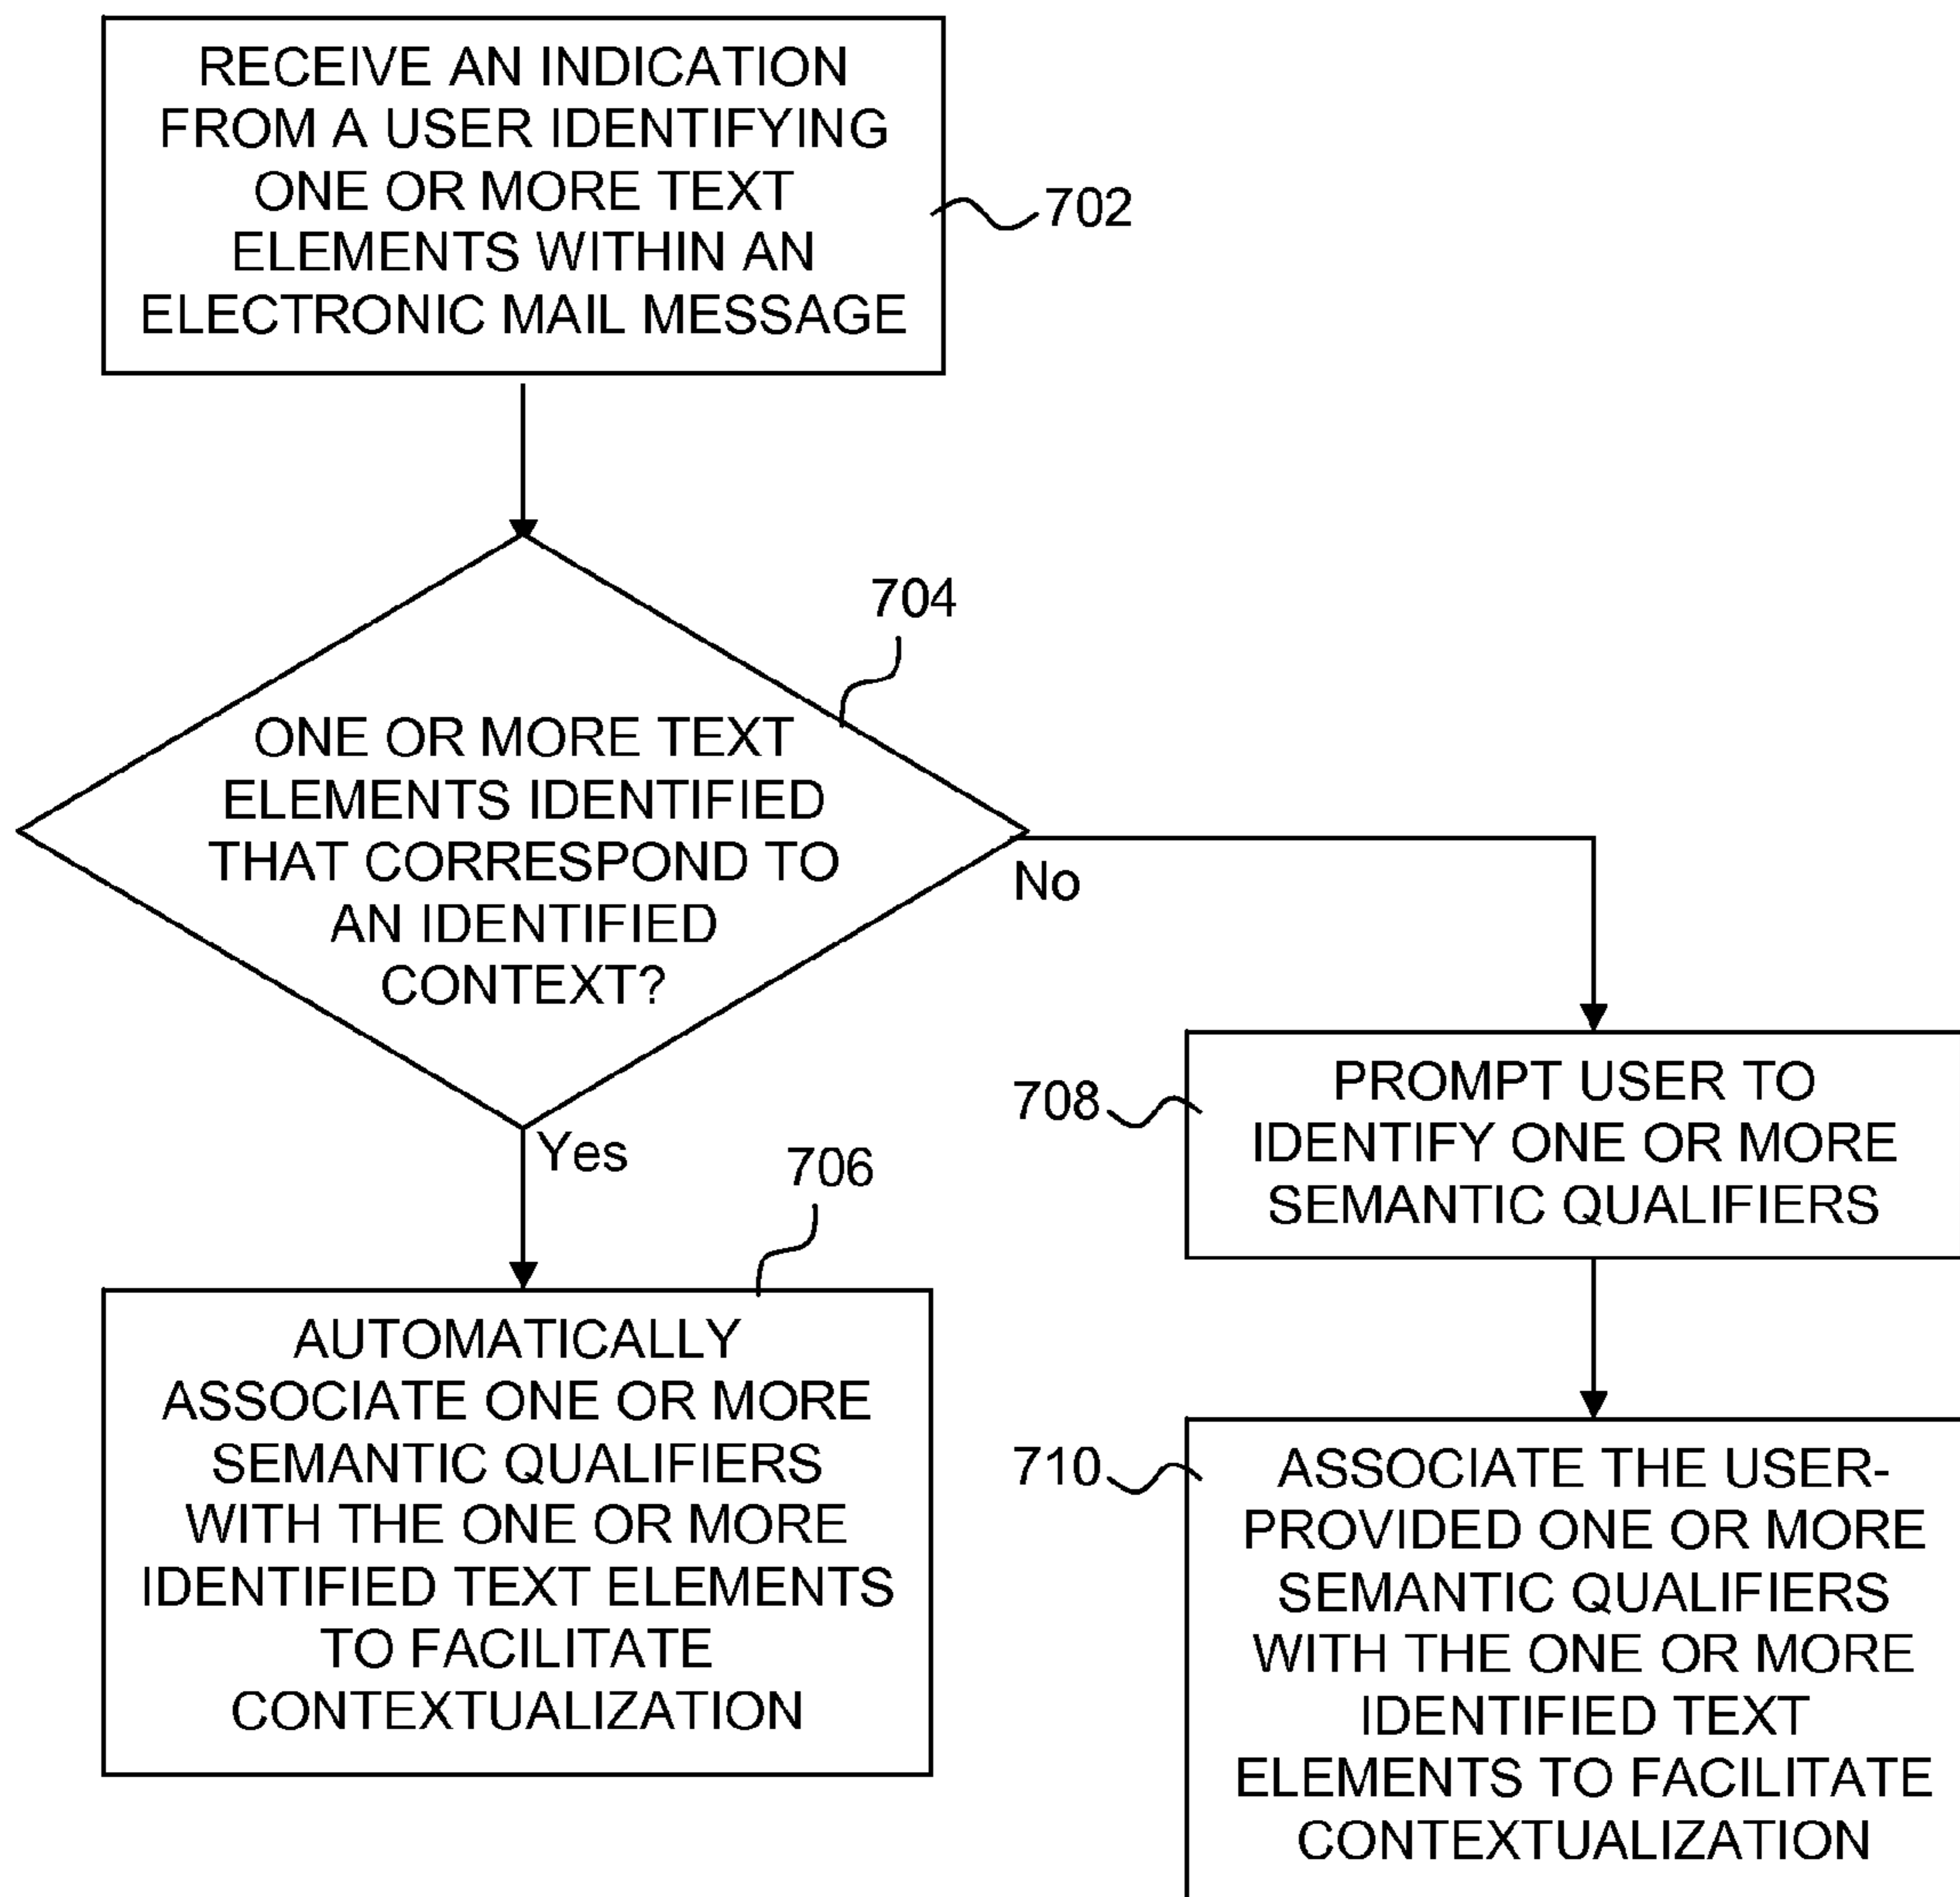 RECEIVE AN INDICATION
FROM A USER IDENTIFYING
ONE OR MORE TEXT
ELEMENTS WITHIN AN
ELECTRONIC MAIL MESSAGE
702
704
ONE OR MORE TEXT
ELEMENTS IDENTIFIED
THAT CORRESPOND TO
AN IDENTIFIED
CONTEXT?
No
Yes
706
AUTOMATICALLY
ASSOCIATE ONE OR MORE
SEMANTIC QUALIFIERS
WITH THE ONE OR MORE
IDENTIFIED TEXT ELEMENTS
TO FACILITATE
CONTEXTUALIZATION
708
PROMPT USER TO
IDENTIFY ONE OR MORE
SEMANTIC QUALIFIERS
710
ASSOCIATE THE USER-
PROVIDED ONE OR MORE
SEMANTIC QUALIFIERS
WITH THE ONE OR MORE
IDENTIFIED TEXT
ELEMENTS TO FACILITATE
CONTEXTUALIZATION